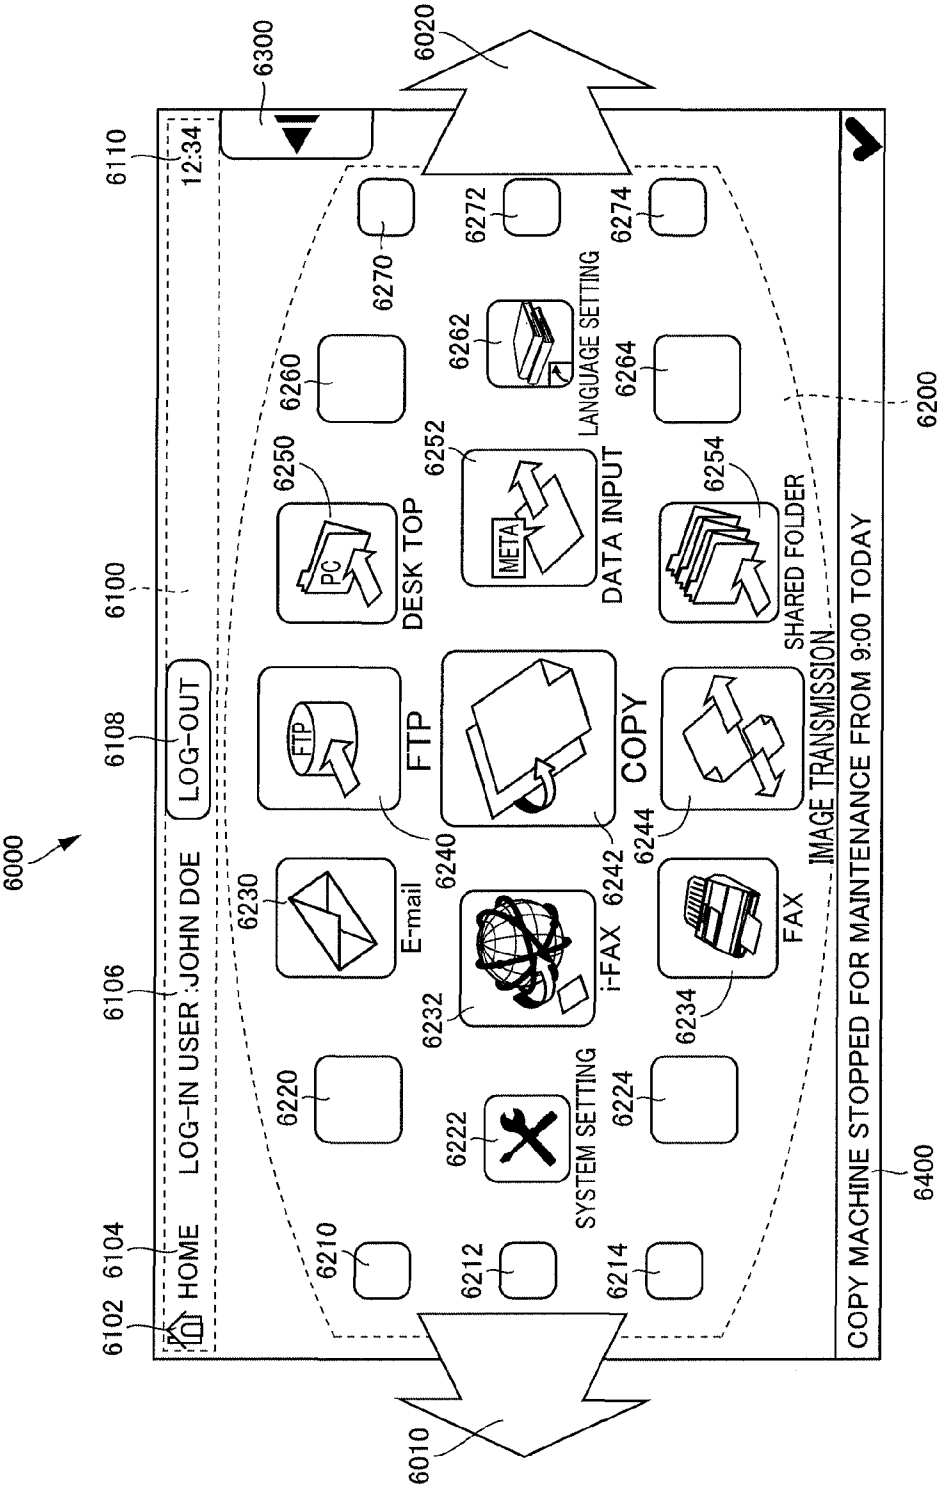 6000
6102
6104
6106
6108
6100
6110
6300
HOME
LOG-IN USER :JOHN DOE
LOG-OUT
12:34
6210
6220
6230
6240
6250
6260
6270
FTP
PC
E-mail
FTP
DESK TOP
6010
6212
6222
6232
6242
6252
6262
6272
6020
META
SYSTEM SETTING
i-FAX
COPY
DATA INPUT
LANGUAGE SETTING
6214
6224
6234
6244
6254
6264
6274
FAX
IMAGE TRANSMISSION
SHARED FOLDER
6200
COPY MACHINE STOPPED FOR MAINTENANCE FROM 9:00 TODAY
6400